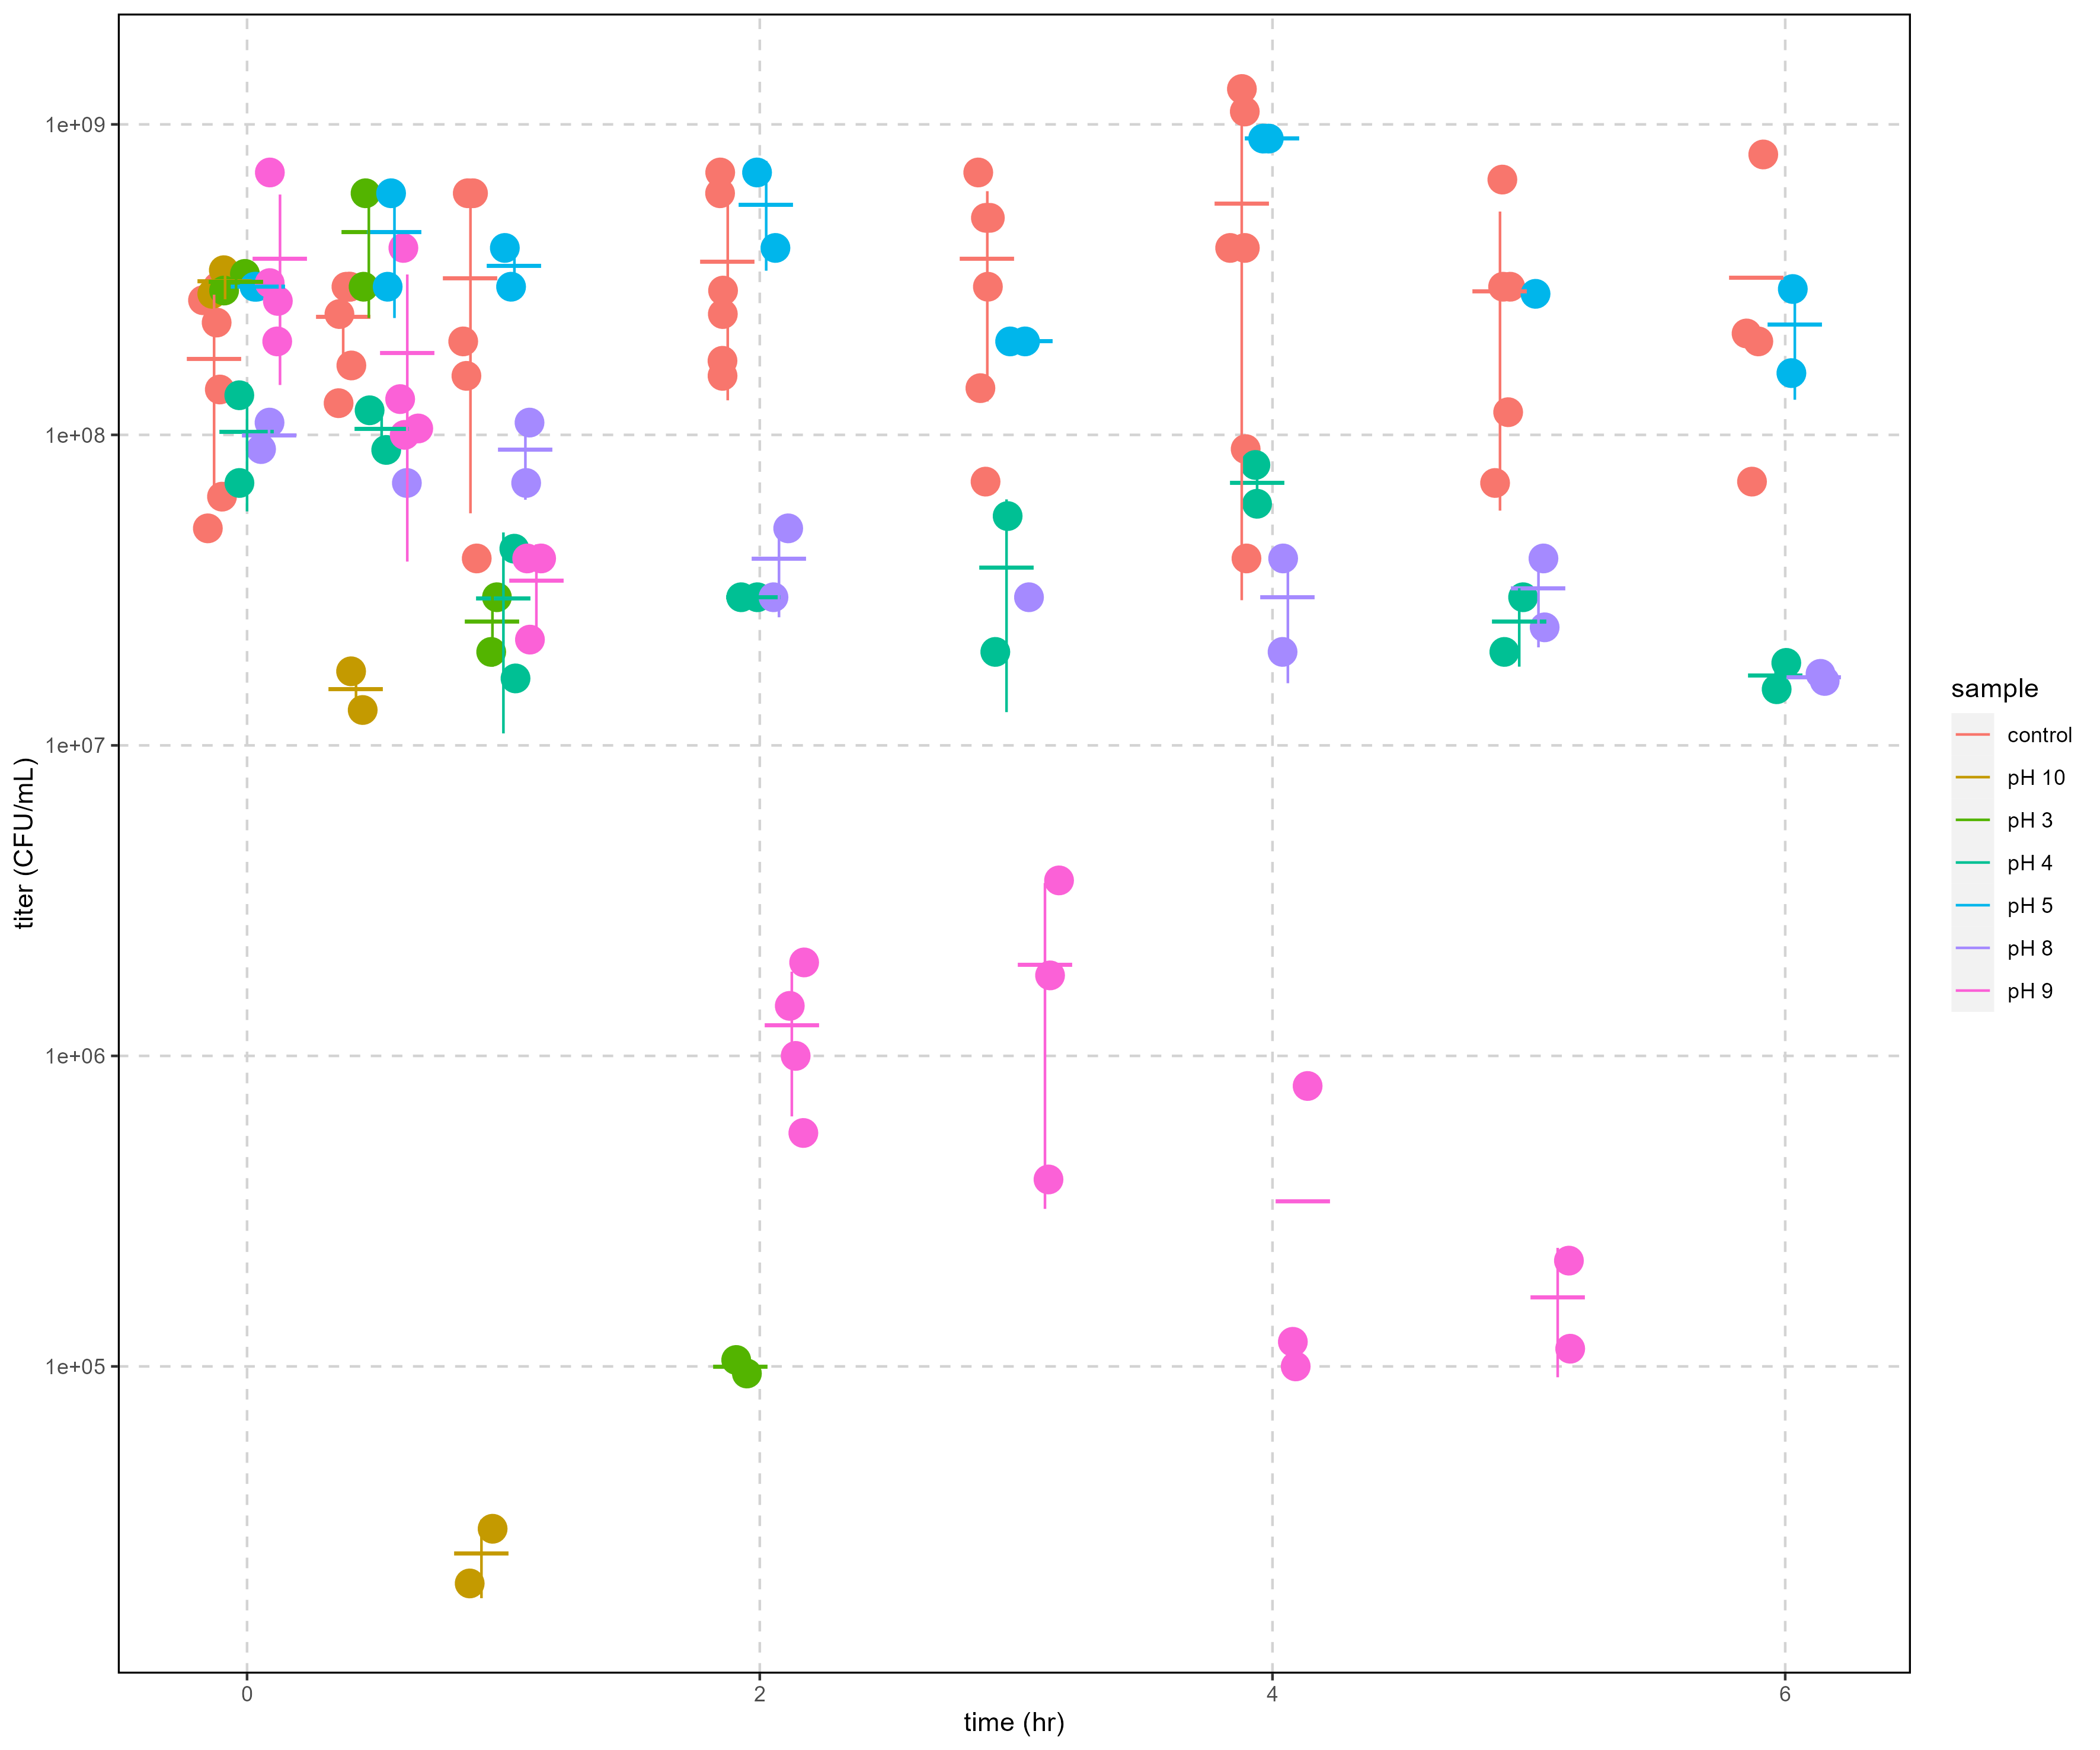 1e+09
1e+08
1e+07
1e+06
1e+05
titer (CFU/mL)
0
2
4
6
time (hr)
sample
control
pH 10
pH 3
pH 4
pH 5
pH 8
pH 9